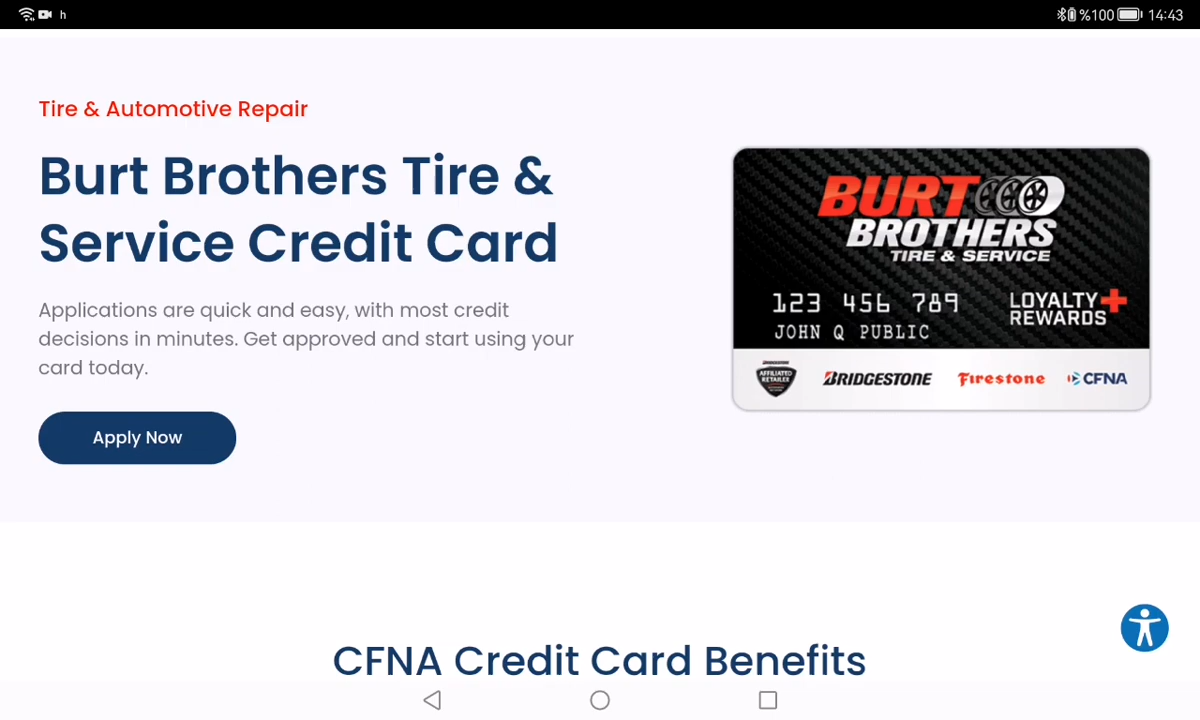 h
%100
14:43
Tire & Automotive Repair
Burt Brothers Tire &
Service Credit Card
Applications are quick and easy, with most credit
decisions in minutes. Get approved and start using your
card today.
Apply Now
BURT
BROTHERS
TIRE & SERVICE
123 456 789
JOHN Q PUBLIC
LOYALTY
REWARDS
AFFILIATED
RETAILER
BRIDGESTONE
Firestone
CFNA
CFNA Credit Card Benefits